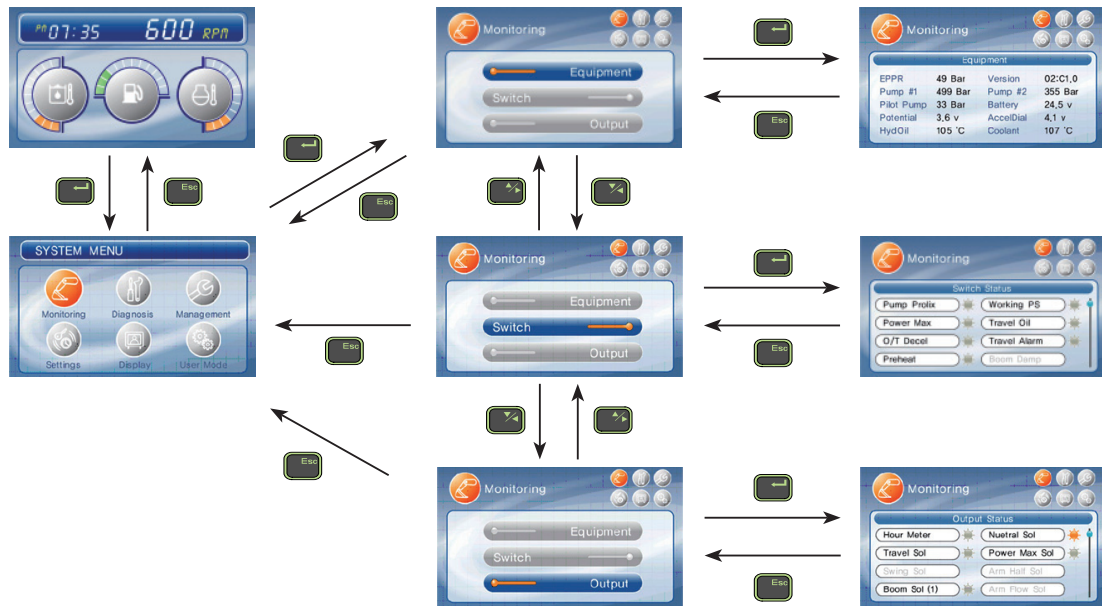 PM 07:35 600 RPM
Esc
SYSTEM MENU
Monitoring Diagnosis Management
Settings Display User Mode
Esc
Esc
Esc
Monitoring
Equipment
Switch
Output
Esc
Monitoring
Equipment
EPPR 49 Bar Version 02:C1,0
Pump #1 499 Bar Pump #2 355 Bar
Pilot Pump 33 Bar Battery 24,5 v
Potential 3,6 v AccelDial 4,1 v
HydOil 105 °C Coolant 107 °C
Monitoring
Equipment
Switch
Output
Esc
Monitoring
Switch Status
Pump Prolix Working PS
Power Max Travel Oil
O/T Decel Travel Alarm
Preheat Boom Damp
Monitoring
Equipment
Switch
Output
Esc
Monitoring
Output Status
Hour Meter Nuetral Sol
Travel Sol Power Max Sol
Swing Sol Arm Half Sol
Boom Sol (1) Arm Flow Sol